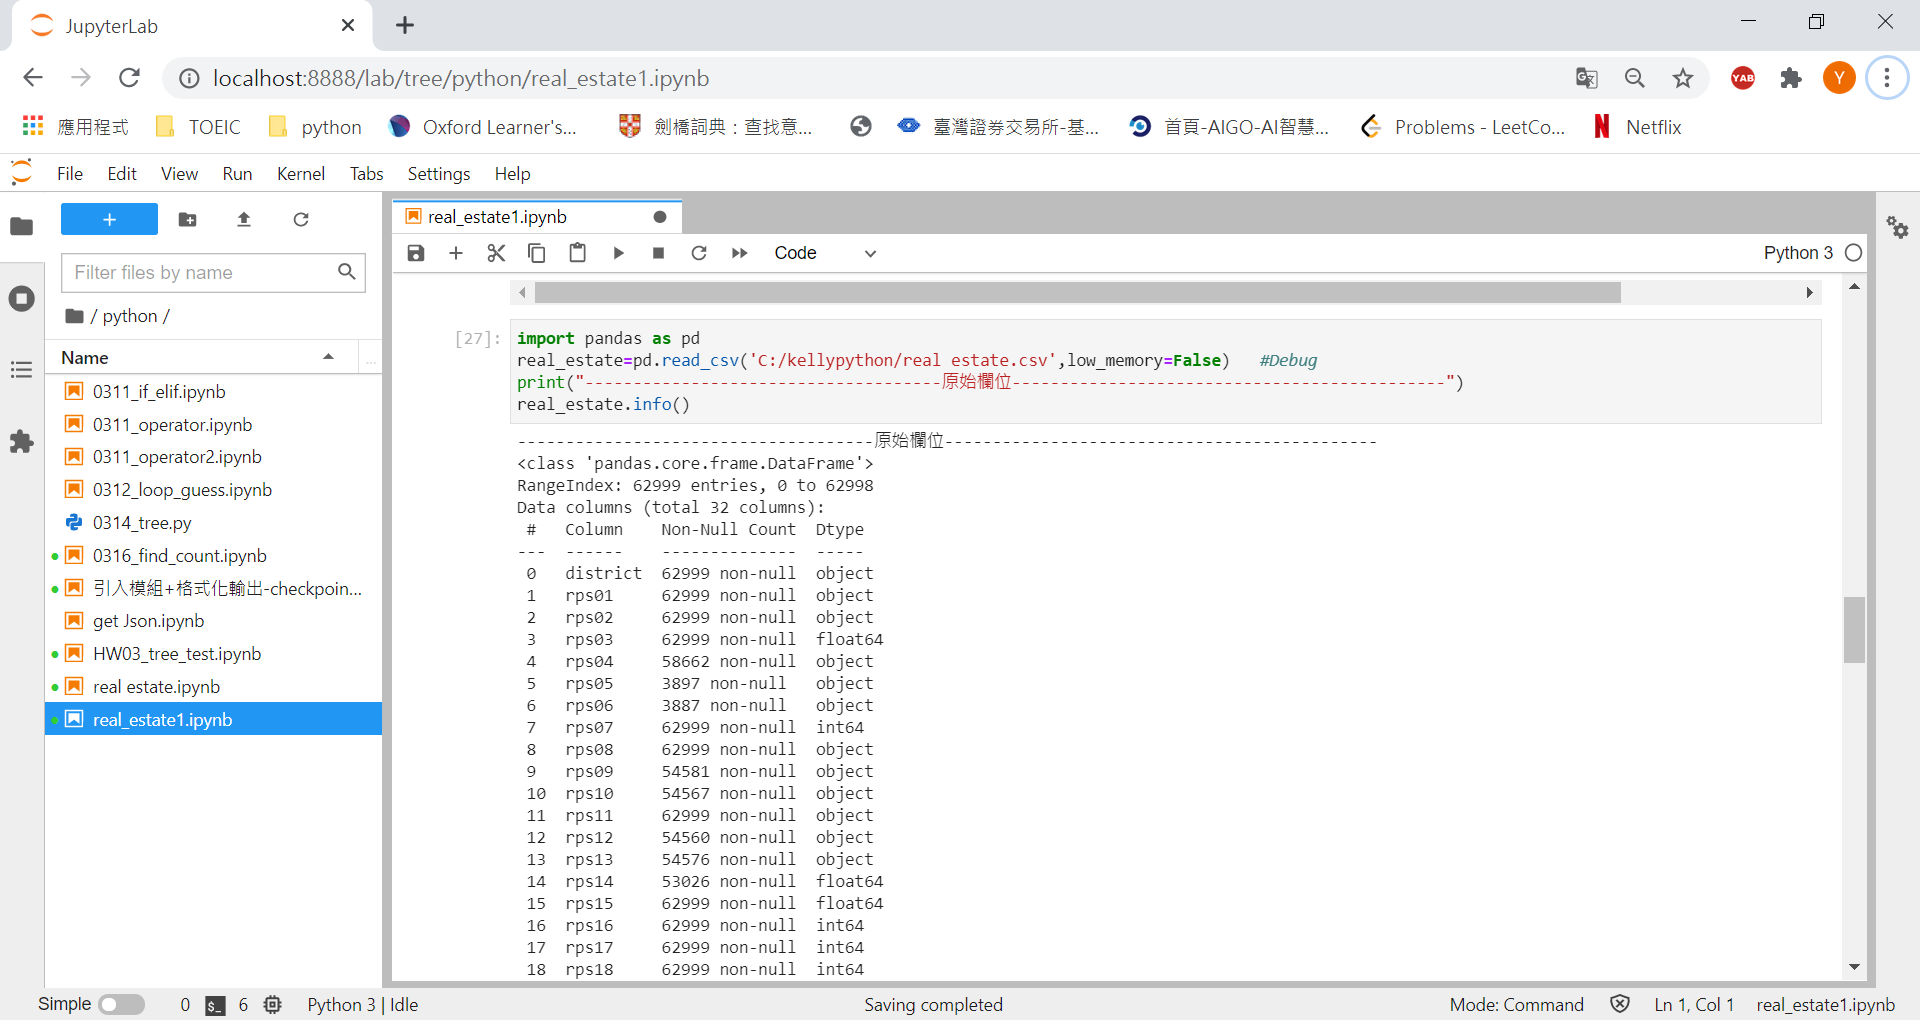 JupyterLab
localhost:8888/lab/tree/python/real_estate1.ipynb
YAB
Y
應用程式
TOEIC
python
Oxford Learner's...
劍橋詞典：查找意...
臺灣證券交易所-基...
首頁-AIGO-AI智慧...
Problems - LeetCo...
Netflix
File Edit View Run Kernel Tabs Settings Help
Filter files by name
/ python /
Name
...
0311_if_elif.ipynb
0311_operator.ipynb
0311_operator2.ipynb
0312_loop_guess.ipynb
0314_tree.py
0316_find_count.ipynb
引入模組+格式化輸出-checkpoin...
get Json.ipynb
HW03_tree_test.ipynb
real estate.ipynb
real_estate1.ipynb
real_estate1.ipynb
Code
Python 3
[27]:
import pandas as pd
real_estate=pd.read_csv('C:/kellypython/real_estate.csv',low_memory=False)   #Debug
print("-------------------------------------原始欄位---------------------------------------------")
real_estate.info()
-------------------------------------原始欄位---------------------------------------------
<class 'pandas.core.frame.DataFrame'>
RangeIndex: 62999 entries, 0 to 62998
Data columns (total 32 columns):
 #   Column    Non-Null Count  Dtype
---  ------    --------------  -----
 0   district  62999 non-null  object
 1   rps01     62999 non-null  object
 2   rps02     62999 non-null  object
 3   rps03     62999 non-null  float64
 4   rps04     58662 non-null  object
 5   rps05     3897 non-null   object
 6   rps06     3887 non-null   object
 7   rps07     62999 non-null  int64
 8   rps08     62999 non-null  object
 9   rps09     54581 non-null  object
 10  rps10     54567 non-null  object
 11  rps11     62999 non-null  object
 12  rps12     54560 non-null  object
 13  rps13     54576 non-null  object
 14  rps14     53026 non-null  float64
 15  rps15     62999 non-null  float64
 16  rps16     62999 non-null  int64
 17  rps17     62999 non-null  int64
 18  rps18     62999 non-null  int64
Simple
0
$_
6
Python 3 | Idle
Saving completed
Mode: Command
Ln 1, Col 1
real_estate1.ipynb